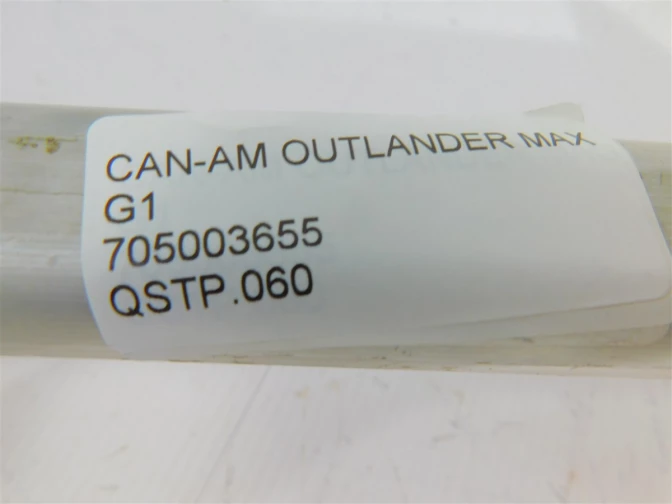 CAN-AM OUTLANDER MAX
G1
705003655
QSTP.060